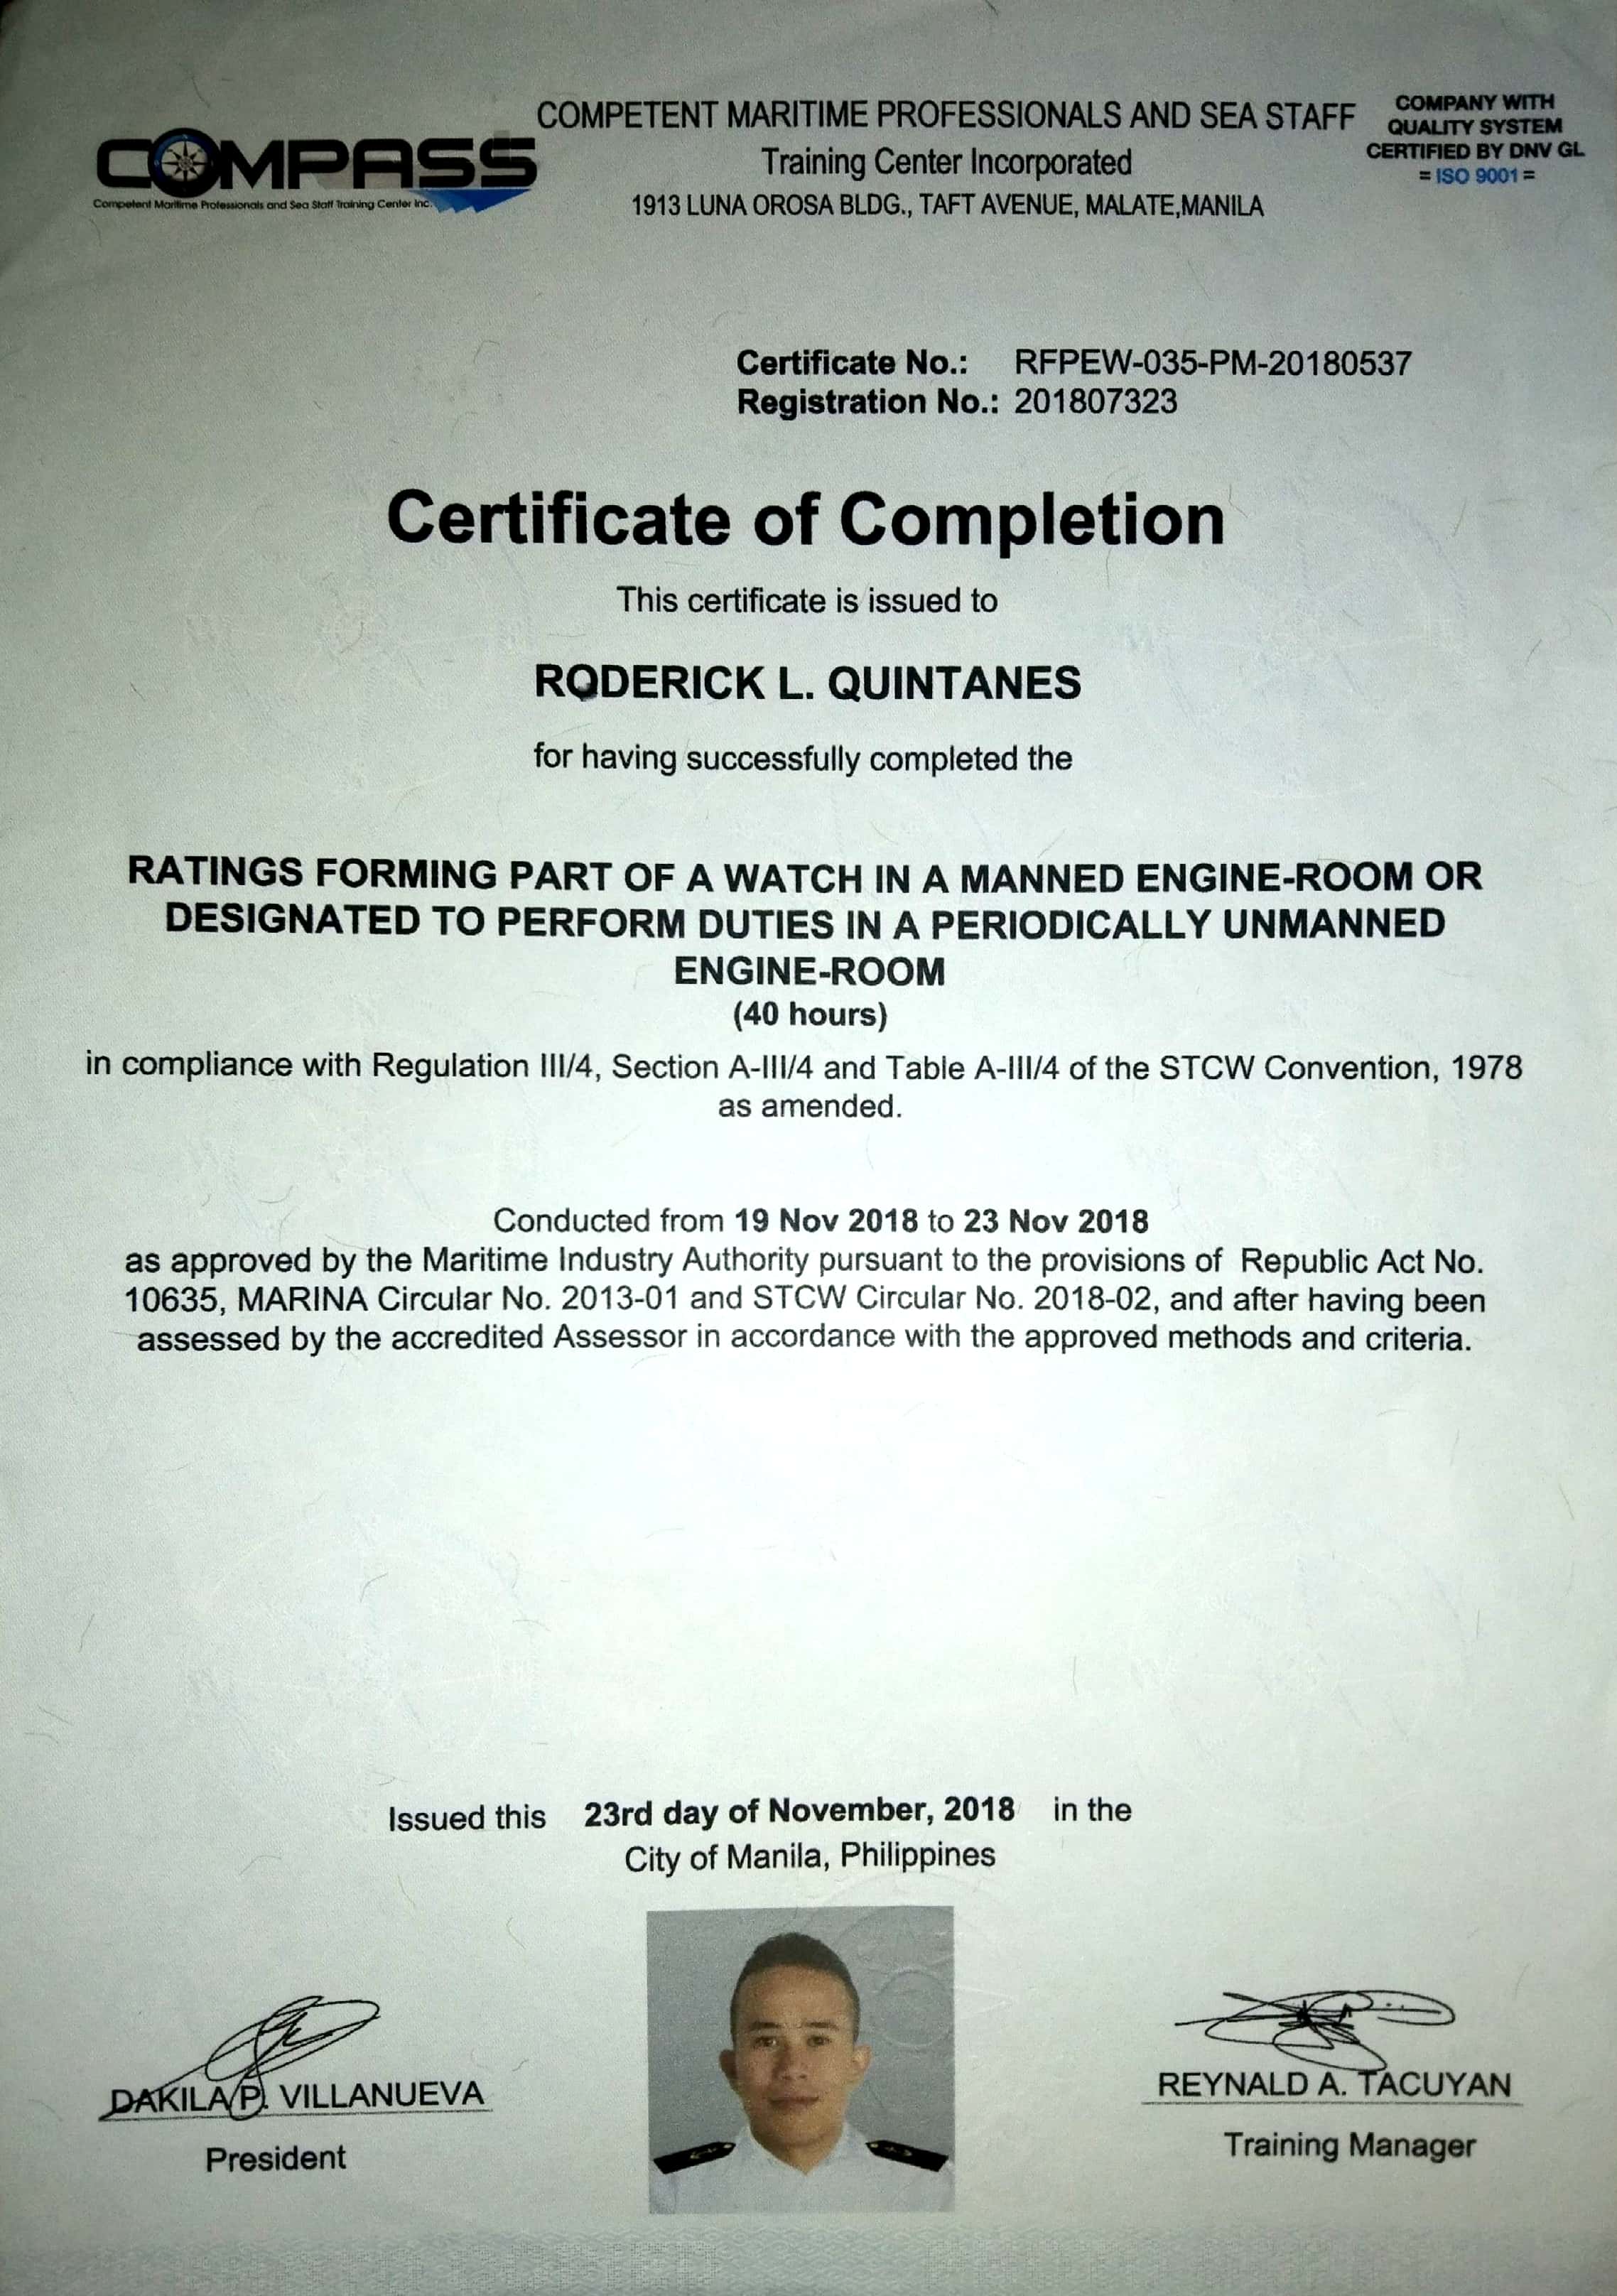 COMPASS
Competent Maritime Professionals and Sea Staff Training Center Inc.
COMPETENT MARITIME PROFESSIONALS AND SEA STAFF
Training Center Incorporated
1913 LUNA OROSA BLDG., TAFT AVENUE, MALATE,MANILA
COMPANY WITH
QUALITY SYSTEM
CERTIFIED BY DNV GL
= ISO 9001 =
Certificate No.: RFPEW-035-PM-20180537
Registration No.: 201807323
Certificate of Completion
This certificate is issued to
RODERICK L. QUINTANES
for having successfully completed the
RATINGS FORMING PART OF A WATCH IN A MANNED ENGINE-ROOM OR
DESIGNATED TO PERFORM DUTIES IN A PERIODICALLY UNMANNED
ENGINE-ROOM
(40 hours)
in compliance with Regulation III/4, Section A-III/4 and Table A-III/4 of the STCW Convention, 1978
as amended.
Conducted from 19 Nov 2018 to 23 Nov 2018
as approved by the Maritime Industry Authority pursuant to the provisions of Republic Act No.
10635, MARINA Circular No. 2013-01 and STCW Circular No. 2018-02, and after having been
assessed by the accredited Assessor in accordance with the approved methods and criteria.
Issued this 23rd day of November, 2018 in the
City of Manila, Philippines
DAKILA P. VILLANUEVA
President
REYNALD A. TACUYAN
Training Manager